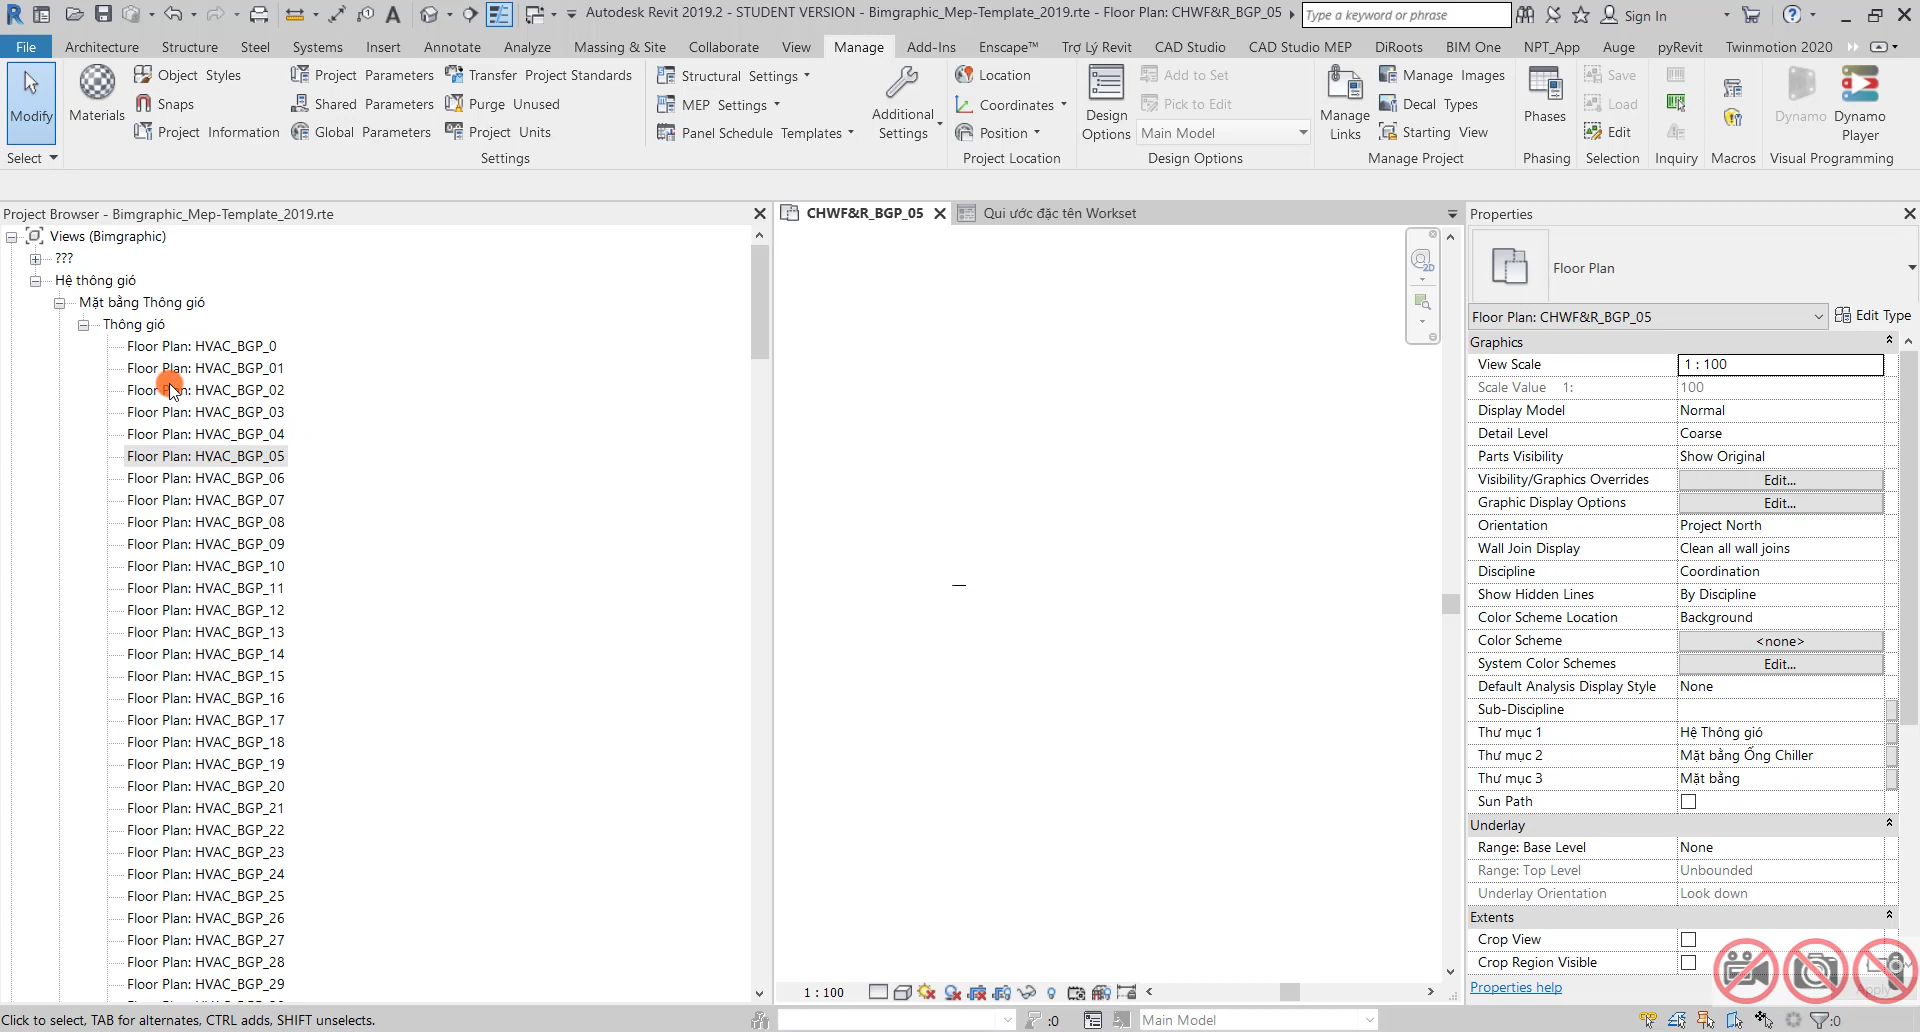 Autodesk Revit 2019.2 - STUDENT VERSION - Bimgraphic_Mep-Template_2019.rte - Floor Plan: CHWF&R_BGP_05
Type a keyword or phrase
Sign In
File Architecture Structure Steel Systems Insert Annotate Analyze Massing & Site Collaborate View Manage Add-Ins Enscape™ Trợ Lý Revit CAD Studio CAD Studio MEP DiRoots BIM One NPT_App Auge pyRevit Twinmotion 2020
Modify
Materials
Object Styles
Snaps
Project Information
Project Parameters
Shared Parameters
Global Parameters
Transfer Project Standards
Purge Unused
Project Units
Structural Settings
MEP Settings
Panel Schedule Templates
Additional
Settings
Location
Coordinates
Position
Design
Options
Add to Set
Pick to Edit
Main Model
Manage
Links
Manage Images
Decal Types
Starting View
Phases
Save
Load
Edit
Dynamo
Dynamo
Player
Select
Settings
Project Location
Design Options
Manage Project
Phasing
Selection
Inquiry
Macros
Visual Programming
Project Browser - Bimgraphic_Mep-Template_2019.rte
Views (Bimgraphic)
???
Hệ thông gió
Mặt bằng Thông gió
Thông gió
Floor Plan: HVAC_BGP_0
Floor Plan: HVAC_BGP_01
Floor Plan: HVAC_BGP_02
Floor Plan: HVAC_BGP_03
Floor Plan: HVAC_BGP_04
Floor Plan: HVAC_BGP_05
Floor Plan: HVAC_BGP_06
Floor Plan: HVAC_BGP_07
Floor Plan: HVAC_BGP_08
Floor Plan: HVAC_BGP_09
Floor Plan: HVAC_BGP_10
Floor Plan: HVAC_BGP_11
Floor Plan: HVAC_BGP_12
Floor Plan: HVAC_BGP_13
Floor Plan: HVAC_BGP_14
Floor Plan: HVAC_BGP_15
Floor Plan: HVAC_BGP_16
Floor Plan: HVAC_BGP_17
Floor Plan: HVAC_BGP_18
Floor Plan: HVAC_BGP_19
Floor Plan: HVAC_BGP_20
Floor Plan: HVAC_BGP_21
Floor Plan: HVAC_BGP_22
Floor Plan: HVAC_BGP_23
Floor Plan: HVAC_BGP_24
Floor Plan: HVAC_BGP_25
Floor Plan: HVAC_BGP_26
Floor Plan: HVAC_BGP_27
Floor Plan: HVAC_BGP_28
Floor Plan: HVAC_BGP_29
CHWF&R_BGP_05
Qui ước đặc tên Workset
2D
1 : 100
Properties
Floor Plan
Floor Plan: CHWF&R_BGP_05
Edit Type
Graphics
View Scale 1 : 100
Scale Value 1: 100
Display Model Normal
Detail Level Coarse
Parts Visibility Show Original
Visibility/Graphics Overrides Edit...
Graphic Display Options Edit...
Orientation Project North
Wall Join Display Clean all wall joins
Discipline Coordination
Show Hidden Lines By Discipline
Color Scheme Location Background
Color Scheme <none>
System Color Schemes Edit...
Default Analysis Display Style None
Sub-Discipline
Thư mục 1 Hệ Thông gió
Thư mục 2 Mặt bằng Ống Chiller
Thư mục 3 Mặt bằng
Sun Path
Underlay
Range: Base Level None
Range: Top Level Unbounded
Underlay Orientation Look down
Extents
Crop View
Crop Region Visible
Properties help
Click to select, TAB for alternates, CTRL adds, SHIFT unselects.
:0
Main Model
:0